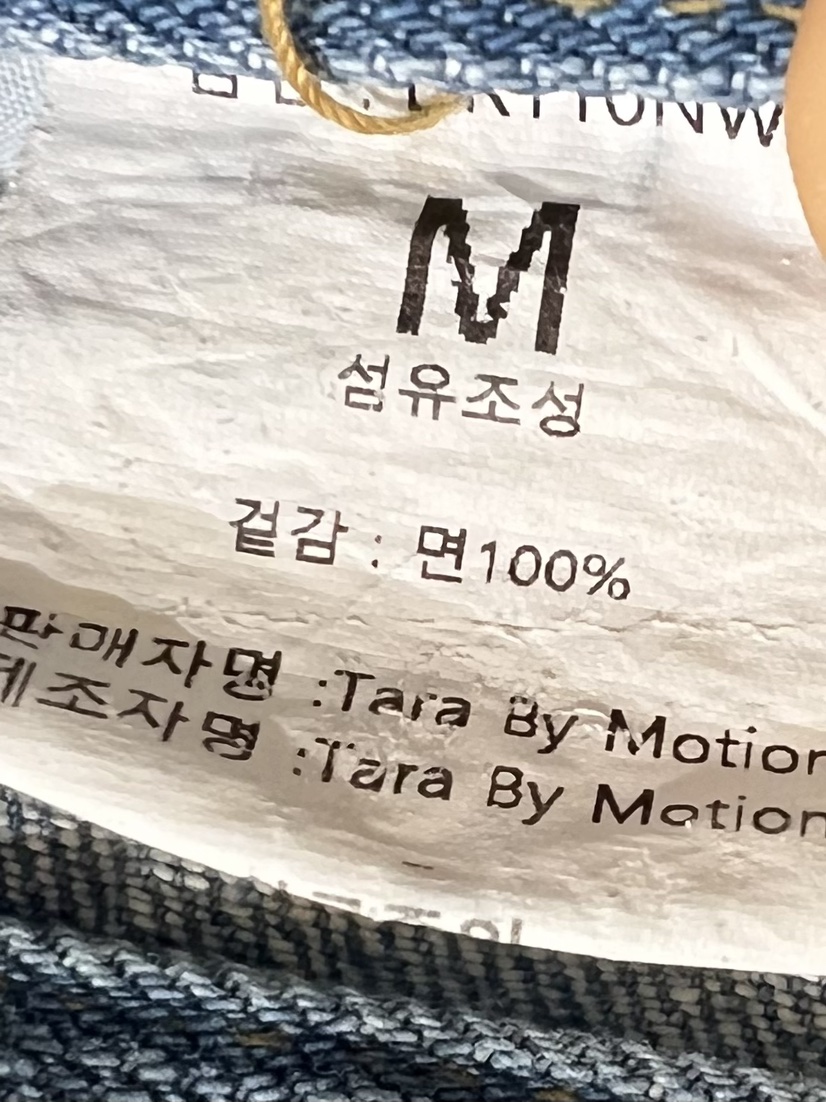 M
섬유조성
겉감 : 면100%
판매자명 :Tara By Motion
제조자명 :Tara By Motion